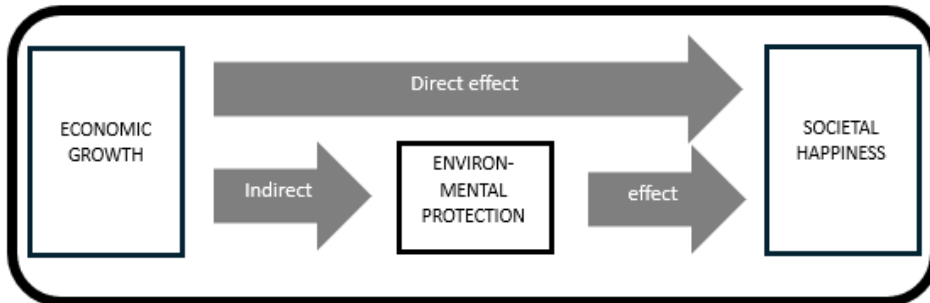 Direct effect
ECONOMIC
GROWTH
SOCIETAL
HAPPINESS
Indirect
ENVIRON-
MENTAL
PROTECTION
effect